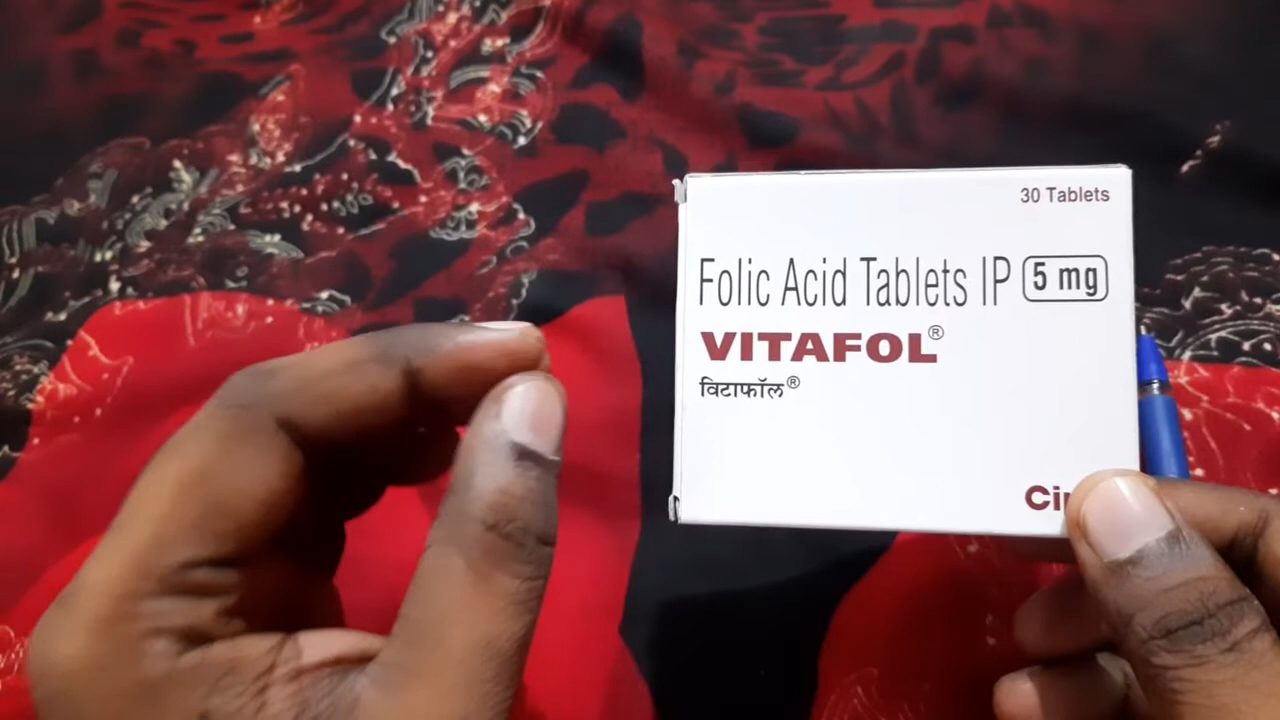 30 Tablets
Folic Acid Tablets IP 5 mg
VITAFOL®
विटाफॉल®